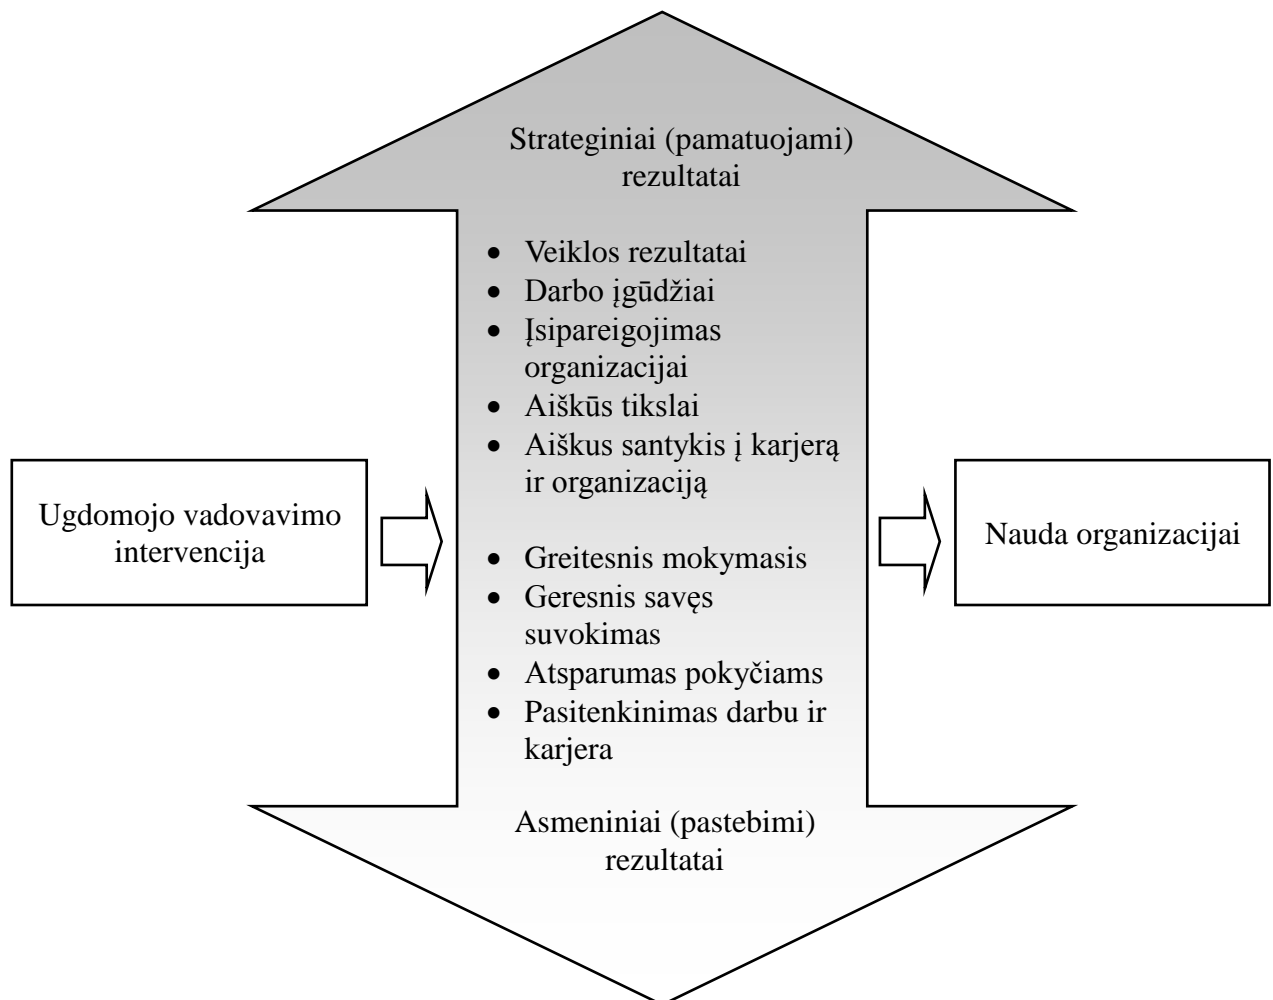 Strateginiai (pamatuojami)
rezultatai
• Veiklos rezultatai
• Darbo įgūdžiai
• Įsipareigojimas
organizacijai
• Aiškūs tikslai
• Aiškus santykis į karjerą
ir organizaciją
Ugdomojo vadovavimo
intervencija
Nauda organizacijai
• Greitesnis mokymasis
• Geresnis savęs
suvokimas
• Atsparumas pokyčiams
• Pasitenkinimas darbu ir
karjera
Asmeniniai (pastebimi)
rezultatai